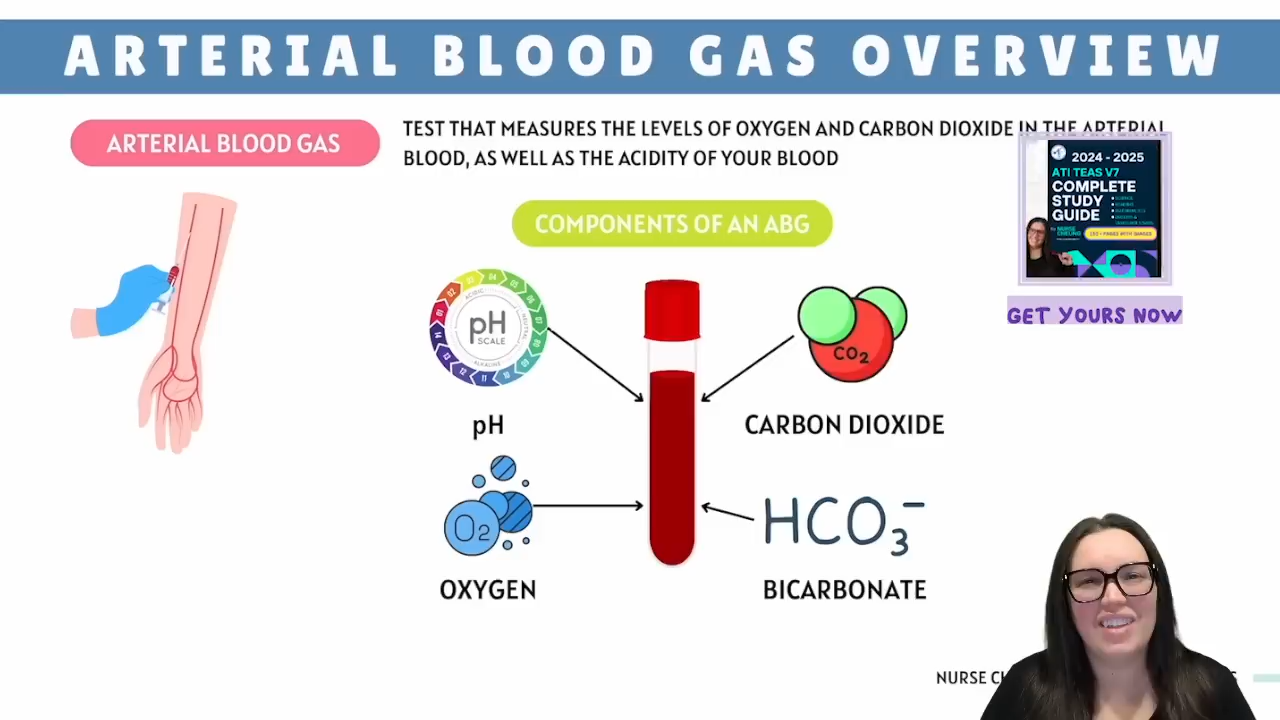 ARTERIAL BLOOD GAS OVERVIEW
ARTERIAL BLOOD GAS
TEST THAT MEASURES THE LEVELS OF OXYGEN AND CARBON DIOXIDE IN THE ARTERIAL
BLOOD, AS WELL AS THE ACIDITY OF YOUR BLOOD
2024 - 2025
ATI TEAS V7
COMPLETE
STUDY
GUIDE
GET YOURS NOW
COMPONENTS OF AN ABG
pH
SCALE
pH
CO2
CARBON DIOXIDE
O2
OXYGEN
HCO3−
BICARBONATE
NURSE